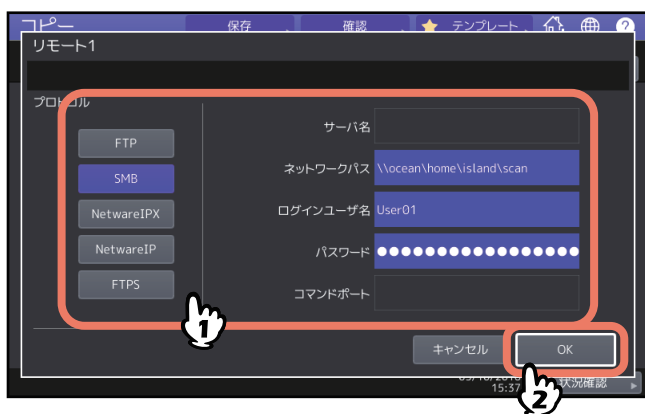 コピー 保存 確認 テンプレート ?
リモート1
プロトコル
サーバ名
FTP
ネットワークパス \\ocean\home\island\scan
SMB
ログインユーザ名 User01
NetwareIPX
パスワード ●●●●●●●●●●●●●●●●●
NetwareIP
コマンドポート
FTPS
1
キャンセル OK
15:37 状況確認
2